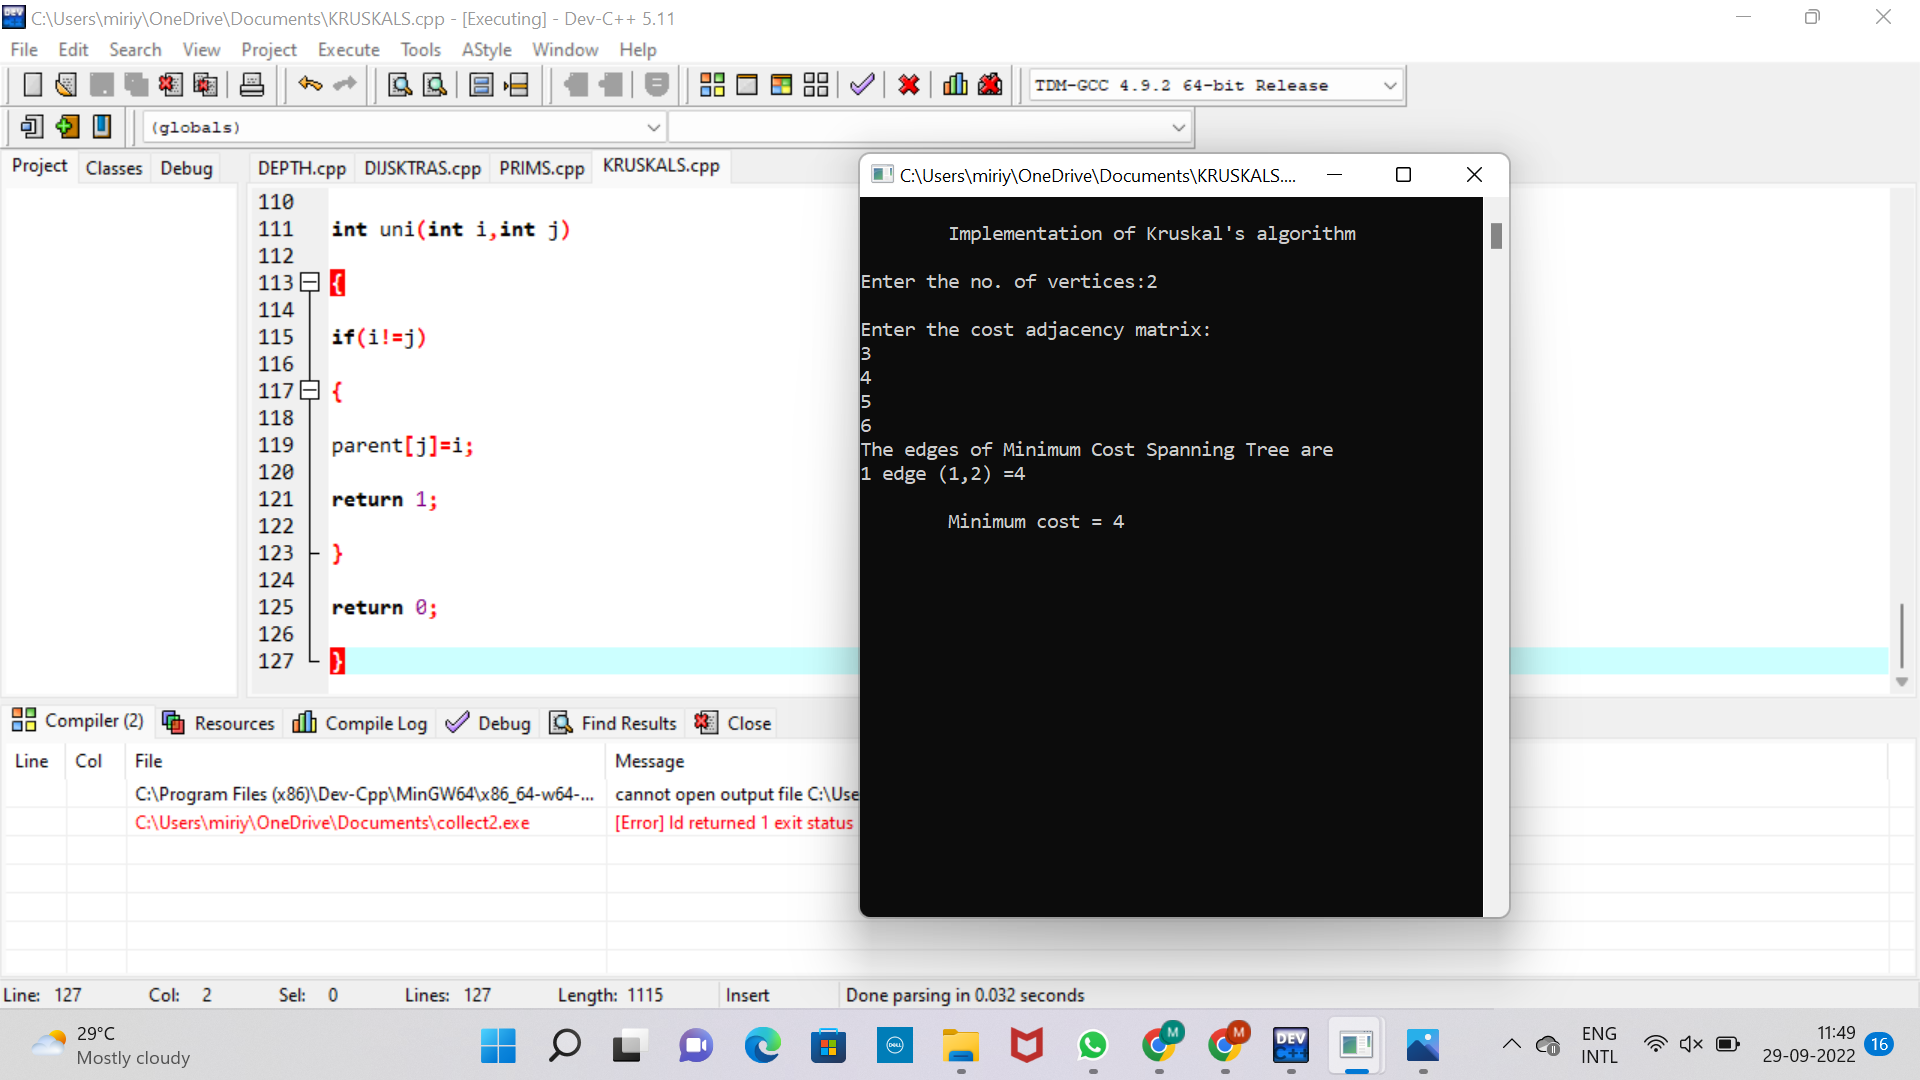 C:\Users\miriy\OneDrive\Documents\KRUSKALS.cpp - [Executing] - Dev-C++ 5.11
File Edit Search View Project Execute Tools AStyle Window Help
TDM-GCC 4.9.2 64-bit Release
(globals)
Project Classes Debug
DEPTH.cpp DIJSKTRAS.cpp PRIMS.cpp KRUSKALS.cpp
110
111 int uni(int i,int j)
112
113 {
114
115 if(i!=j)
116
117 {
118
119 parent[j]=i;
120
121 return 1;
122
123 }
124
125 return 0;
126
127 }
C:\Users\miriy\OneDrive\Documents\KRUSKALS....
Implementation of Kruskal's algorithm
Enter the no. of vertices:2
Enter the cost adjacency matrix:
3
4
5
6
The edges of Minimum Cost Spanning Tree are
1 edge (1,2) =4
Minimum cost = 4
Compiler (2) Resources Compile Log Debug Find Results Close
Line Col File Message
C:\Program Files (x86)\Dev-Cpp\MinGW64\x86_64-w64-... cannot open output file C:\Use
C:\Users\miriy\OneDrive\Documents\collect2.exe [Error] ld returned 1 exit status
Line: 127 Col: 2 Sel: 0 Lines: 127 Length: 1115 Insert Done parsing in 0.032 seconds
29°C
Mostly cloudy
DELL
M
M
DEV
C++
ENG
INTL
11:49
29-09-2022
16